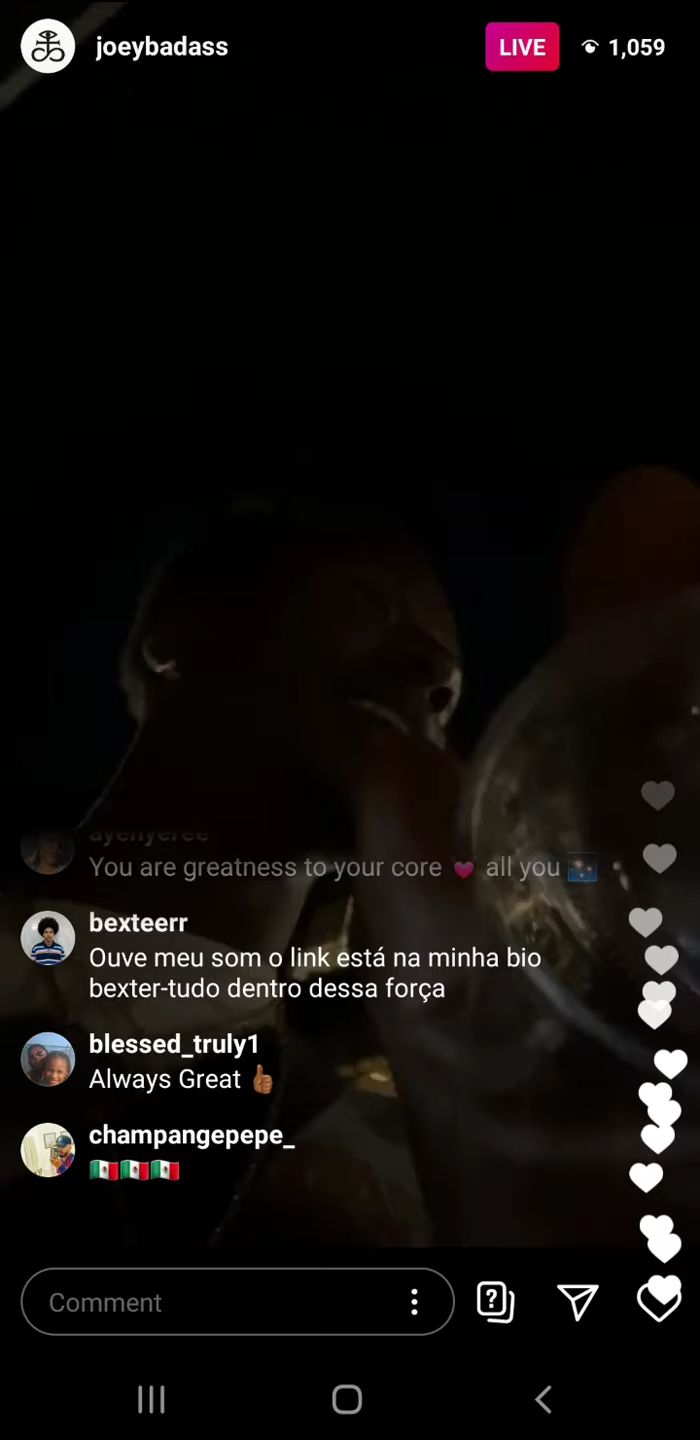 joeybadass
LIVE
1,059
ayenyeree
You are greatness to your core 💗 all you 🌃
bexteerr
Ouve meu som o link está na minha bio
bexter-tudo dentro dessa força
blessed_truly1
Always Great 👍🏾
champangepepe_
🇲🇽🇲🇽🇲🇽
Comment